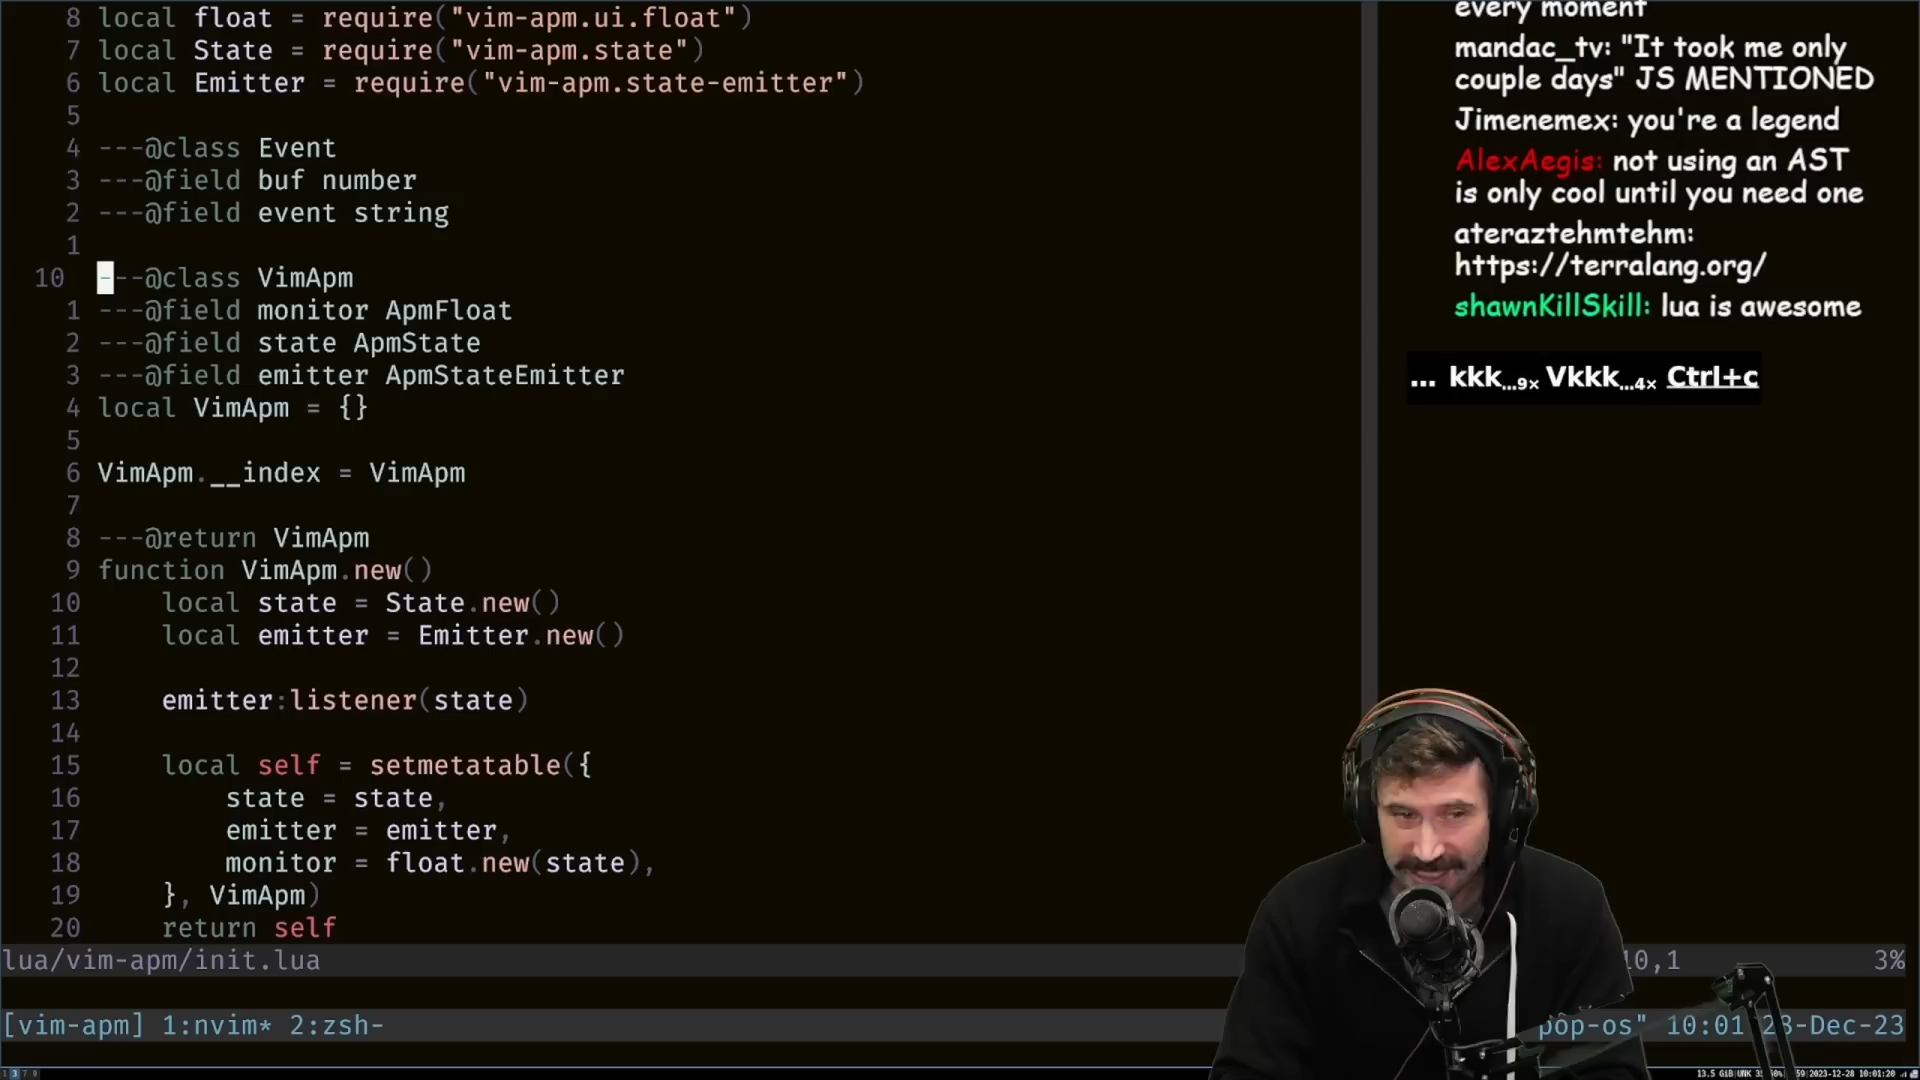 8 local float = require("vim-apm.ui.float")
7 local State = require("vim-apm.state")
6 local Emitter = require("vim-apm.state-emitter")
5
4 ---@class Event
3 ---@field buf number
2 ---@field event string
1
10 ---@class VimApm
1 ---@field monitor ApmFloat
2 ---@field state ApmState
3 ---@field emitter ApmStateEmitter
4 local VimApm = {}
5
6 VimApm.__index = VimApm
7
8 ---@return VimApm
9 function VimApm.new()
10     local state = State.new()
11     local emitter = Emitter.new()
12
13     emitter:listener(state)
14
15     local self = setmetatable({
16         state = state,
17         emitter = emitter,
18         monitor = float.new(state),
19     }, VimApm)
20     return self
lua/vim-apm/init.lua
10,1 3%
[vim-apm] 1:nvim* 2:zsh-
pop-os" 10:01 28-Dec-23
every moment
mandac_tv: "It took me only
couple days" JS MENTIONED
Jimenemex: you're a legend
AlexAegis: not using an AST
is only cool until you need one
ateraztehmtehm:
https://terralang.org/
shawnKillSkill: lua is awesome
... kkk...9× Vkkk...4× Ctrl+c